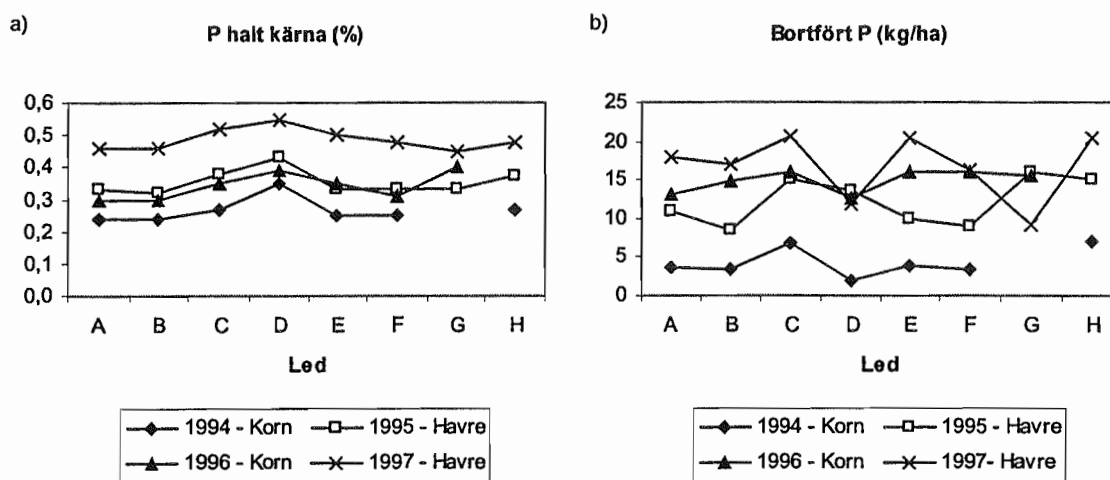 a)
P halt kärna (%)
0,6
0,5
0,4
0,3
0,2
0,1
0,0
A B C D E F G H
Led
1994 - Korn 1995 - Havre
1996 - Korn 1997 - Havre
b)
Bortfört P (kg/ha)
25
20
15
10
5
0
A B C D E F G H
Led
1994 - Korn 1995 - Havre
1996 - Korn 1997- Havre